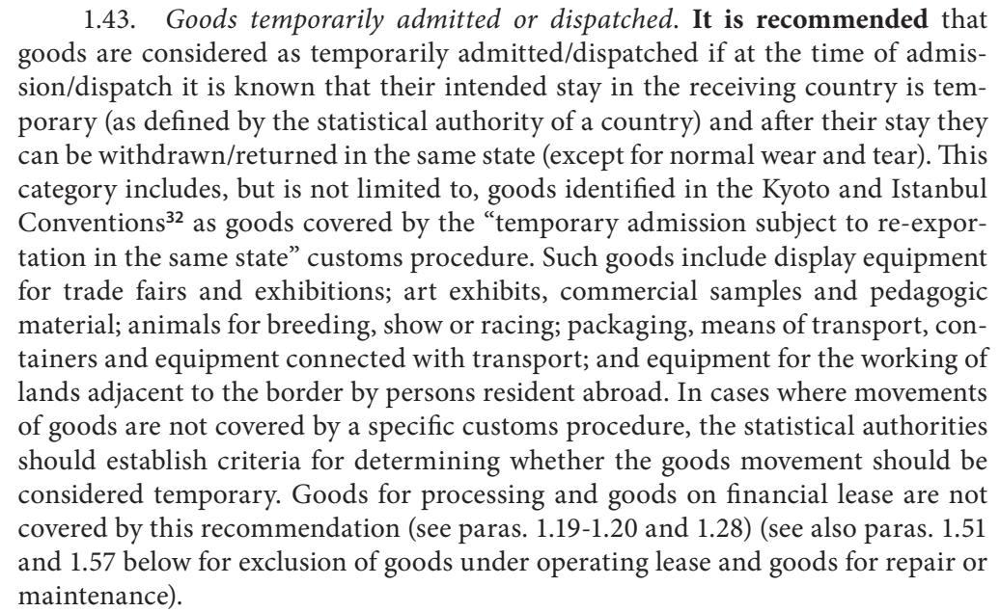 1.43. Goods temporarily admitted or dispatched. It is recommended that
goods are considered as temporarily admitted/dispatched if at the time of admis-
sion/dispatch it is known that their intended stay in the receiving country is tem-
porary (as defined by the statistical authority of a country) and after their stay they
can be withdrawn/returned in the same state (except for normal wear and tear). This
category includes, but is not limited to, goods identified in the Kyoto and Istanbul
Conventions³² as goods covered by the “temporary admission subject to re-expor-
tation in the same state” customs procedure. Such goods include display equipment
for trade fairs and exhibitions; art exhibits, commercial samples and pedagogic
material; animals for breeding, show or racing; packaging, means of transport, con-
tainers and equipment connected with transport; and equipment for the working of
lands adjacent to the border by persons resident abroad. In cases where movements
of goods are not covered by a specific customs procedure, the statistical authorities
should establish criteria for determining whether the goods movement should be
considered temporary. Goods for processing and goods on financial lease are not
covered by this recommendation (see paras. 1.19-1.20 and 1.28) (see also paras. 1.51
and 1.57 below for exclusion of goods under operating lease and goods for repair or
maintenance).